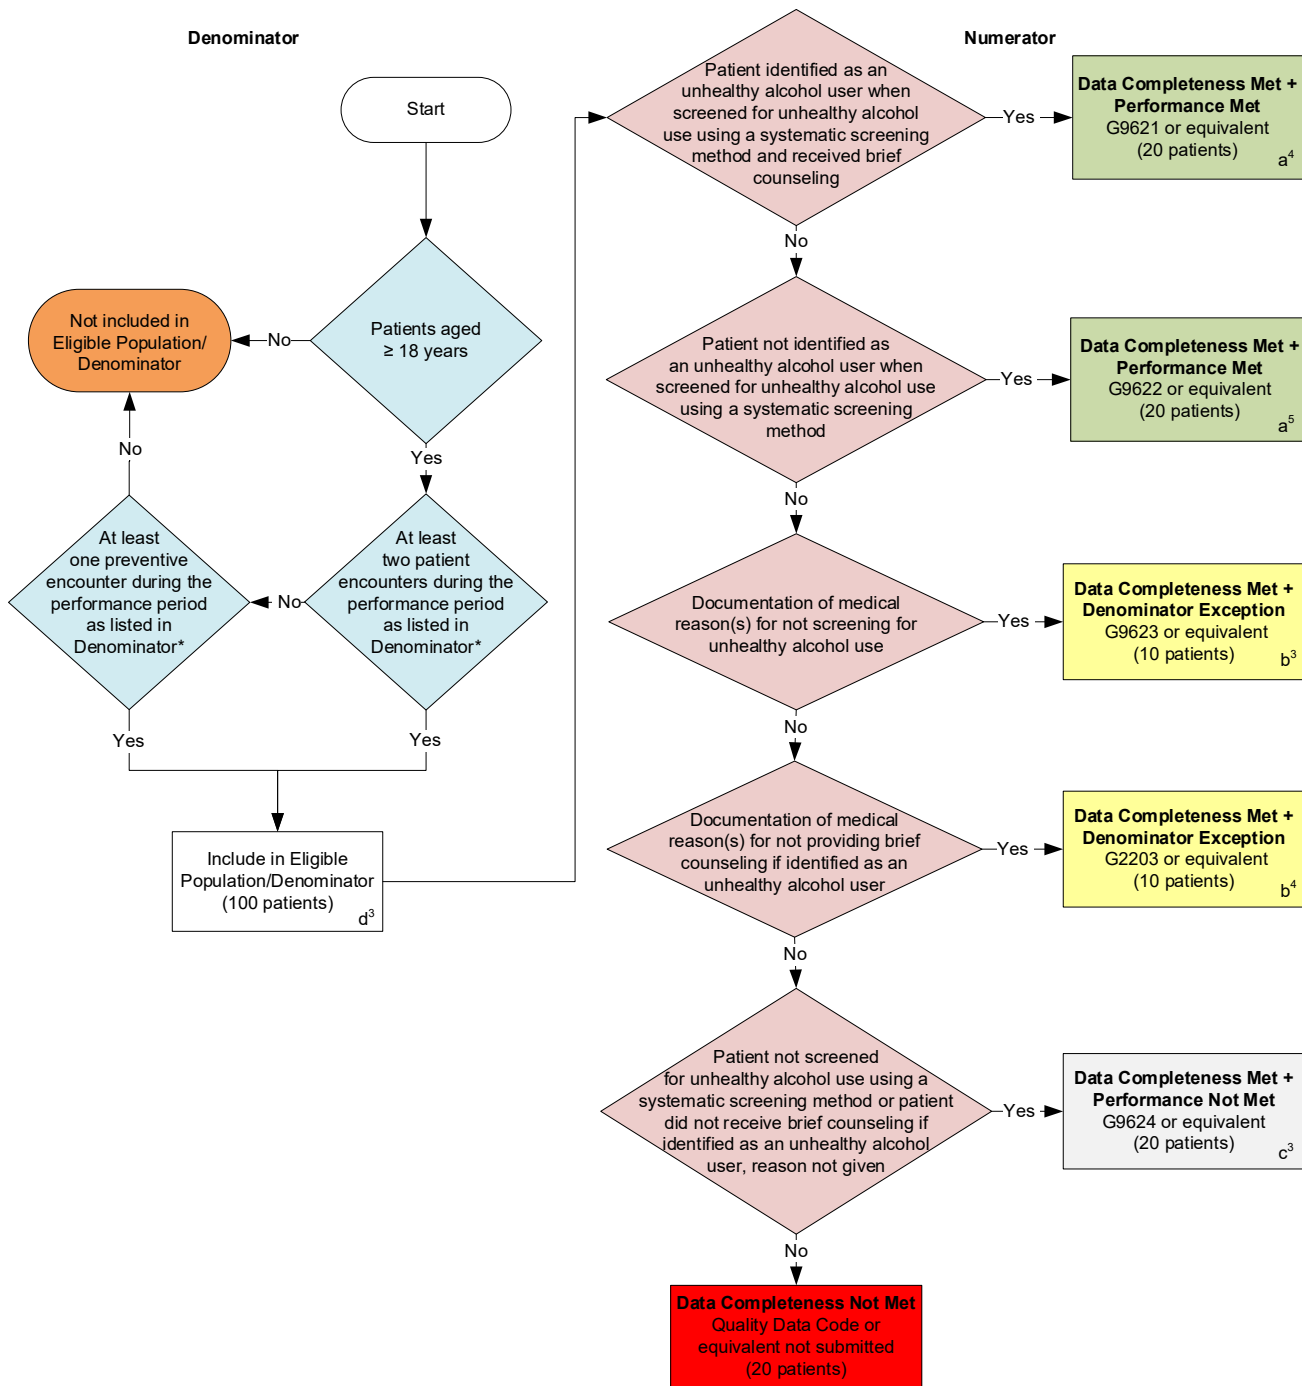 Denominator
Numerator
Start
Patients aged
≥ 18 years
No
Not included in
Eligible Population/
Denominator
Yes
At least
two patient
encounters during the
performance period
as listed in
Denominator*
No
At least
one preventive
encounter during the
performance period
as listed in
Denominator*
No
Yes
Yes
Include in Eligible
Population/Denominator
(100 patients)
d³
Patient identified as an
unhealthy alcohol user when
screened for unhealthy alcohol
use using a systematic screening
method and received brief
counseling
Yes
Data Completeness Met +
Performance Met
G9621 or equivalent
(20 patients)
a⁴
No
Patient not identified as
an unhealthy alcohol user when
screened for unhealthy alcohol use
using a systematic screening
method
Yes
Data Completeness Met +
Performance Met
G9622 or equivalent
(20 patients)
a⁵
No
Documentation of medical
reason(s) for not screening for
unhealthy alcohol use
Yes
Data Completeness Met +
Denominator Exception
G9623 or equivalent
(10 patients)
b³
No
Documentation of medical
reason(s) for not providing brief
counseling if identified as an
unhealthy alcohol user
Yes
Data Completeness Met +
Denominator Exception
G2203 or equivalent
(10 patients)
b⁴
No
Patient not screened
for unhealthy alcohol use using a
systematic screening method or patient
did not receive brief counseling if
identified as an unhealthy alcohol
user, reason not given
Yes
Data Completeness Met +
Performance Not Met
G9624 or equivalent
(20 patients)
c³
No
Data Completeness Not Met
Quality Data Code or
equivalent not submitted
(20 patients)